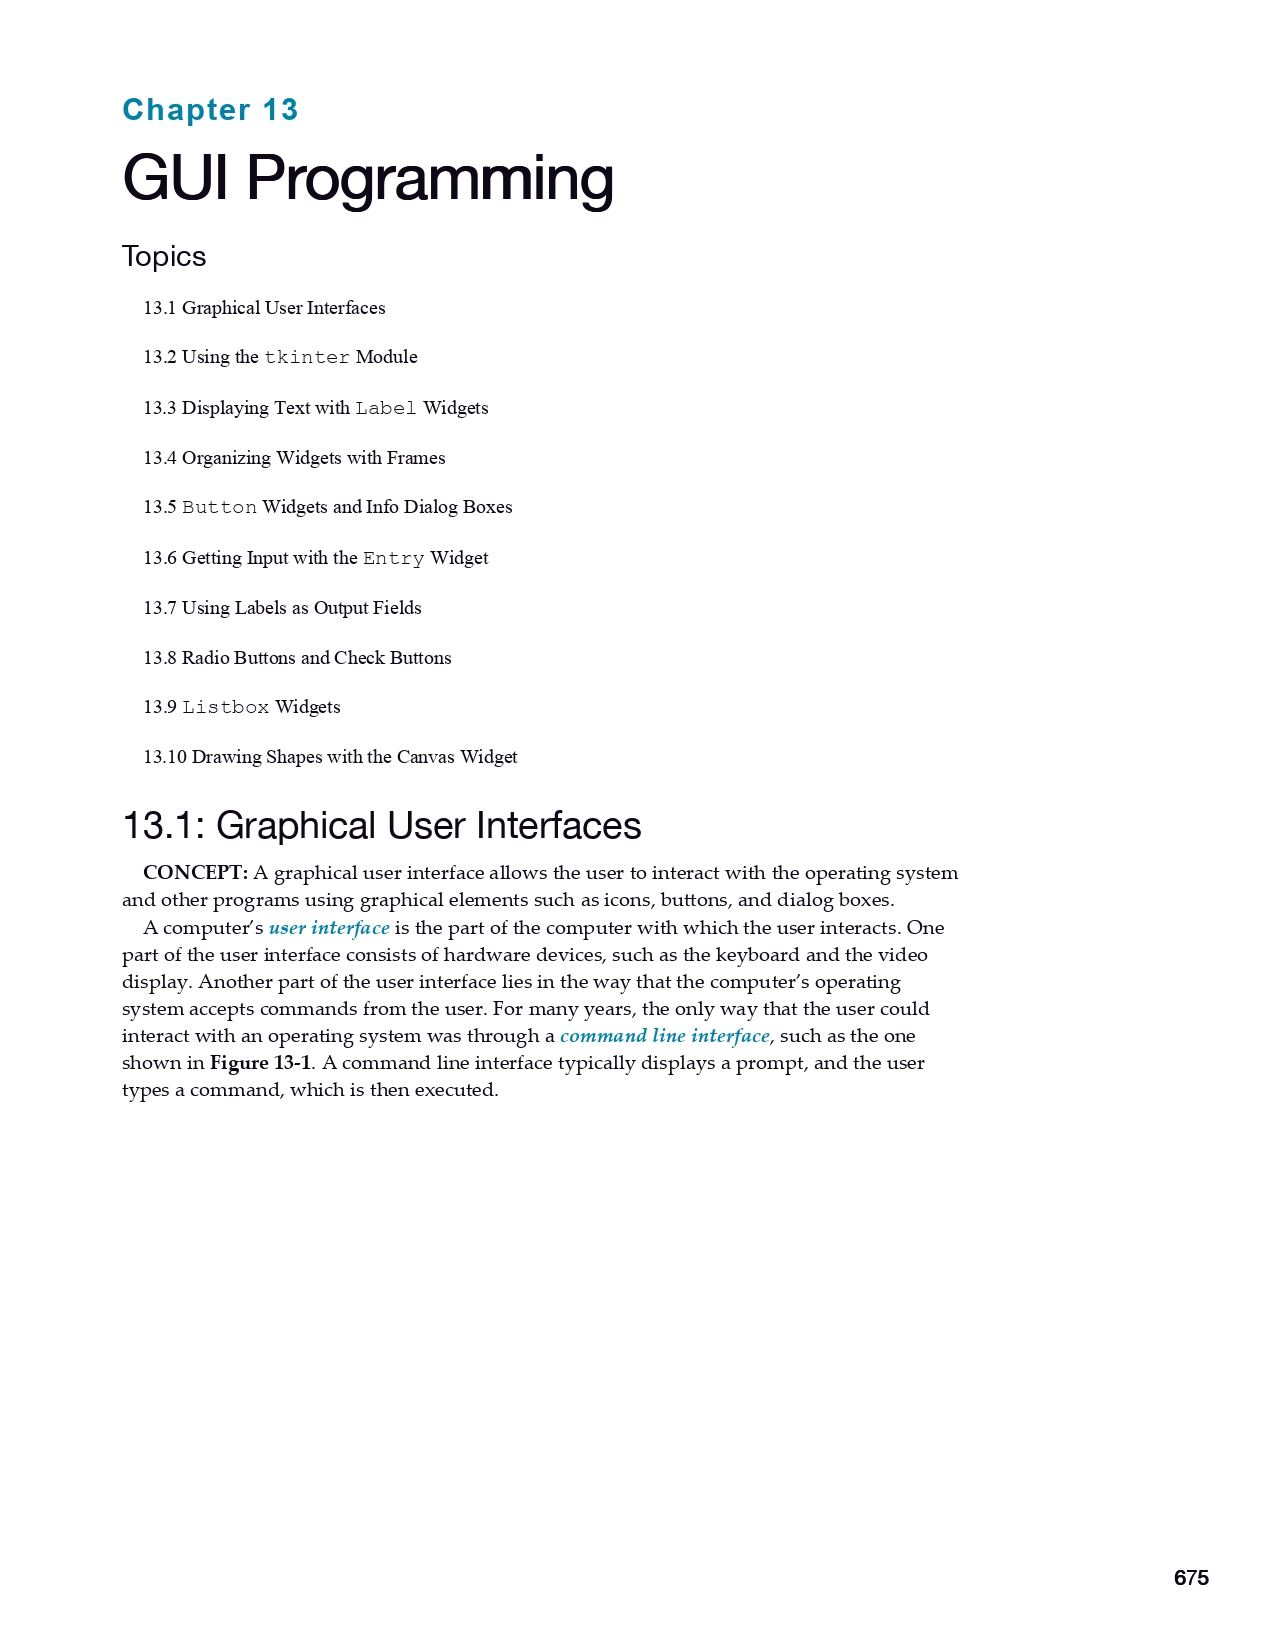 Chapter 13
GUI Programming
Topics
13.1 Graphical User Interfaces
13.2 Using the tkinter Module
13.3 Displaying Text with Label Widgets
13.4 Organizing Widgets with Frames
13.5 Button Widgets and Info Dialog Boxes
13.6 Getting Input with the Entry Widget
13.7 Using Labels as Output Fields
13.8 Radio Buttons and Check Buttons
13.9 Listbox Widgets
13.10 Drawing Shapes with the Canvas Widget
13.1: Graphical User Interfaces
CONCEPT: A graphical user interface allows the user to interact with the operating system
and other programs using graphical elements such as icons, buttons, and dialog boxes.
A computer’s user interface is the part of the computer with which the user interacts. One
part of the user interface consists of hardware devices, such as the keyboard and the video
display. Another part of the user interface lies in the way that the computer’s operating
system accepts commands from the user. For many years, the only way that the user could
interact with an operating system was through a command line interface, such as the one
shown in Figure 13-1. A command line interface typically displays a prompt, and the user
types a command, which is then executed.
675